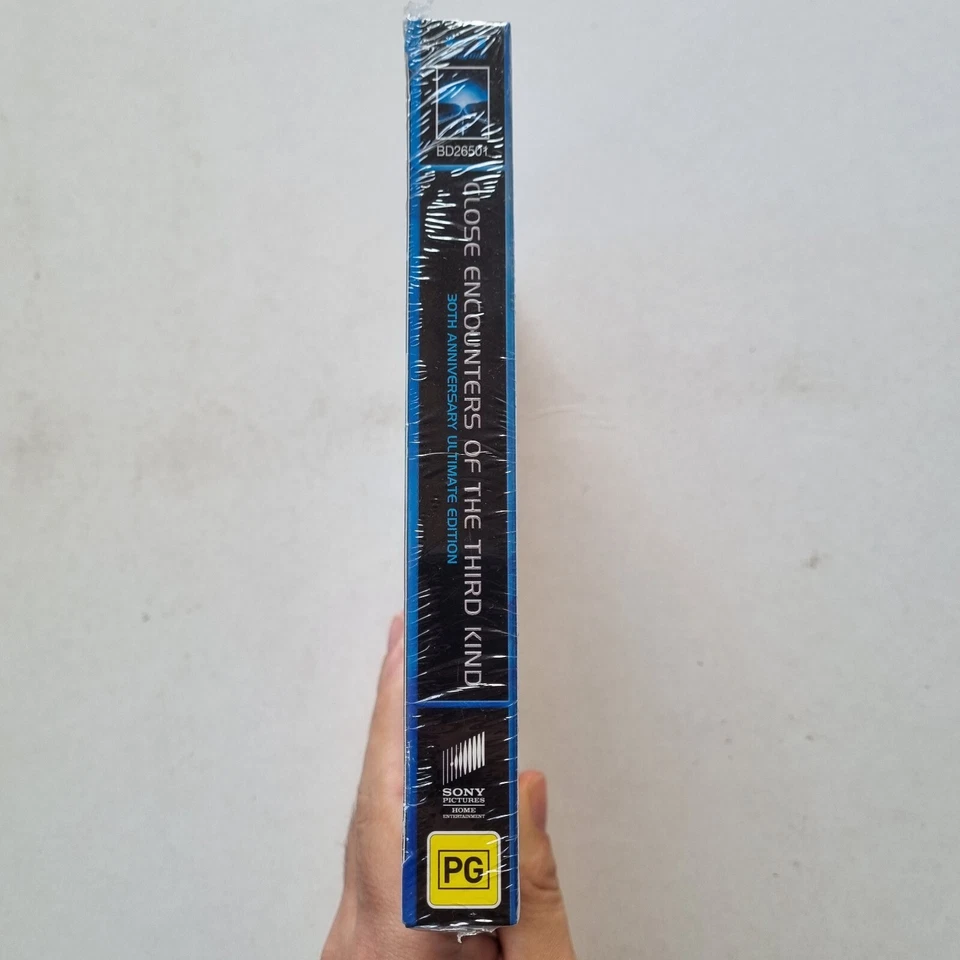 BD26501
CLOSE ENCOUNTERS OF THE THIRD KIND
30TH ANNIVERSARY ULTIMATE EDITION
SONY
PICTURES
HOME
ENTERTAINMENT
PG